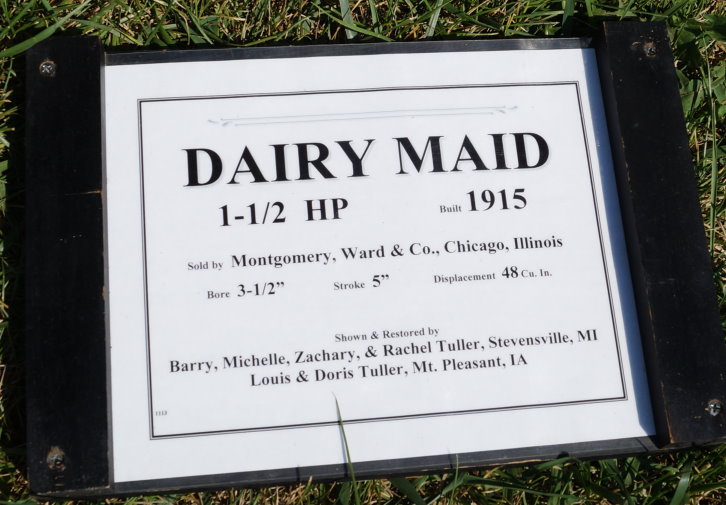 DAIRY MAID
1-1/2 HP Built 1915
Sold by Montgomery, Ward & Co., Chicago, Illinois
Bore 3-1/2” Stroke 5” Displacement 48 Cu. In.
Shown & Restored by
Barry, Michelle, Zachary, & Rachel Tuller, Stevensville, MI
Louis & Doris Tuller, Mt. Pleasant, IA